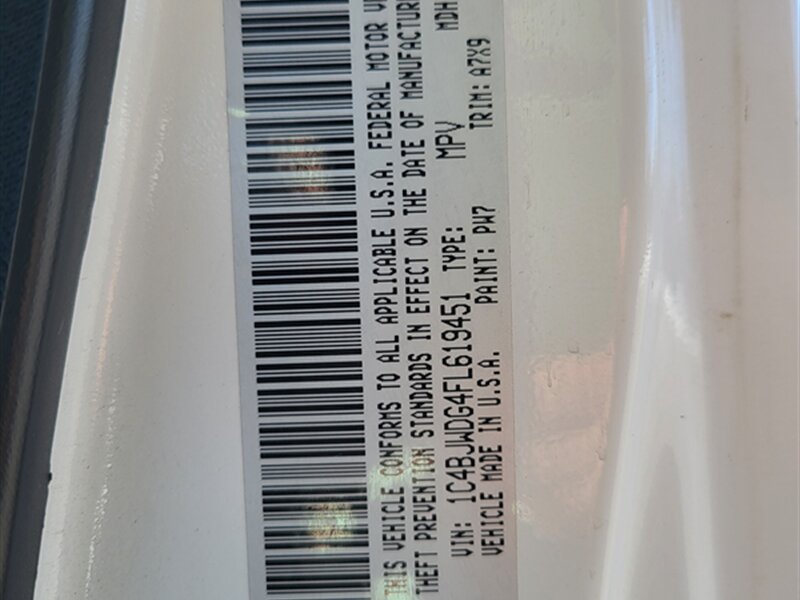 THIS VEHICLE CONFORMS TO ALL APPLICABLE U.S.A. FEDERAL MOTOR
THEFT PREVENTION STANDARDS IN EFFECT ON THE DATE OF MANUFACTUR
VIN: 1C4BJWDG4FL619451 TYPE: MPV MDH
VEHICLE MADE IN U.S.A. PAINT: PW7 TRIM: A7X9